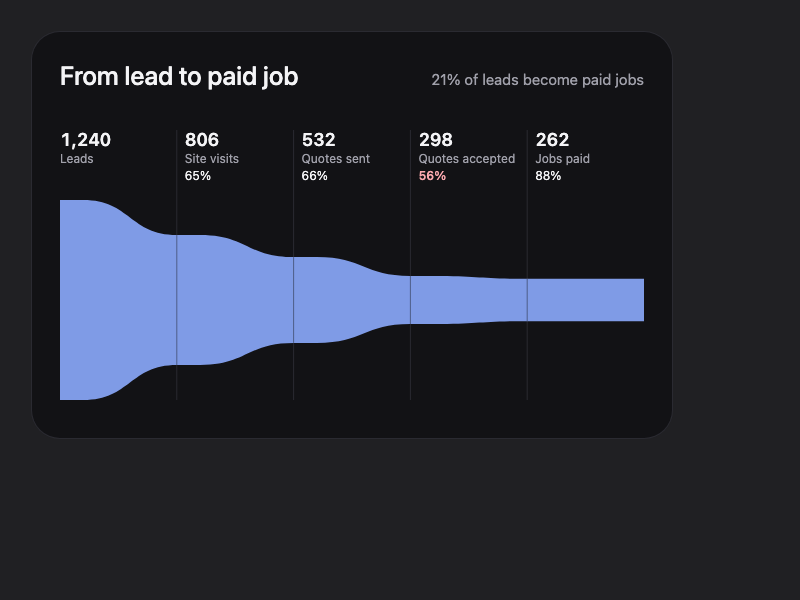 From lead to paid job
21% of leads become paid jobs
1,240
Leads
806
Site visits
65%
532
Quotes sent
66%
298
Quotes accepted
56%
262
Jobs paid
88%